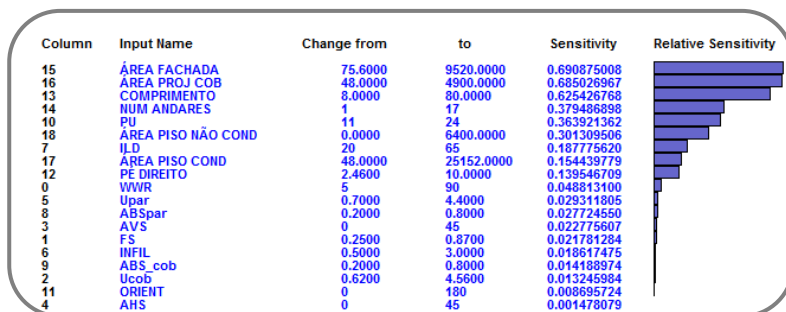 Column Input Name Change from to Sensitivity Relative Sensitivity
15 ÁREA FACHADA 75.6000 9520.0000 0.690875008
16 ÁREA PROJ COB 48.0000 4900.0000 0.685026967
13 COMPRIMENTO 8.0000 80.0000 0.625426768
14 NUM ANDARES 1 17 0.379486898
10 PU 11 24 0.363921362
18 ÁREA PISO NÃO COND 0.0000 6400.0000 0.301309506
7 ILD 20 65 0.187775620
17 ÁREA PISO COND 48.0000 25152.0000 0.154439779
12 PÉ DIREITO 2.4600 10.0000 0.139546709
0 WWR 5 90 0.048813100
5 Upar 0.7000 4.4000 0.029311805
8 ABSpar 0.2000 0.8000 0.027724550
3 AVS 0 45 0.022775607
1 FS 0.2500 0.8700 0.021781284
6 INFIL 0.5000 3.0000 0.018617475
9 ABS_cob 0.2000 0.8000 0.014188974
2 Ucob 0.6200 4.5600 0.013245984
11 ORIENT 0 180 0.008695724
4 AHS 0 45 0.001478079